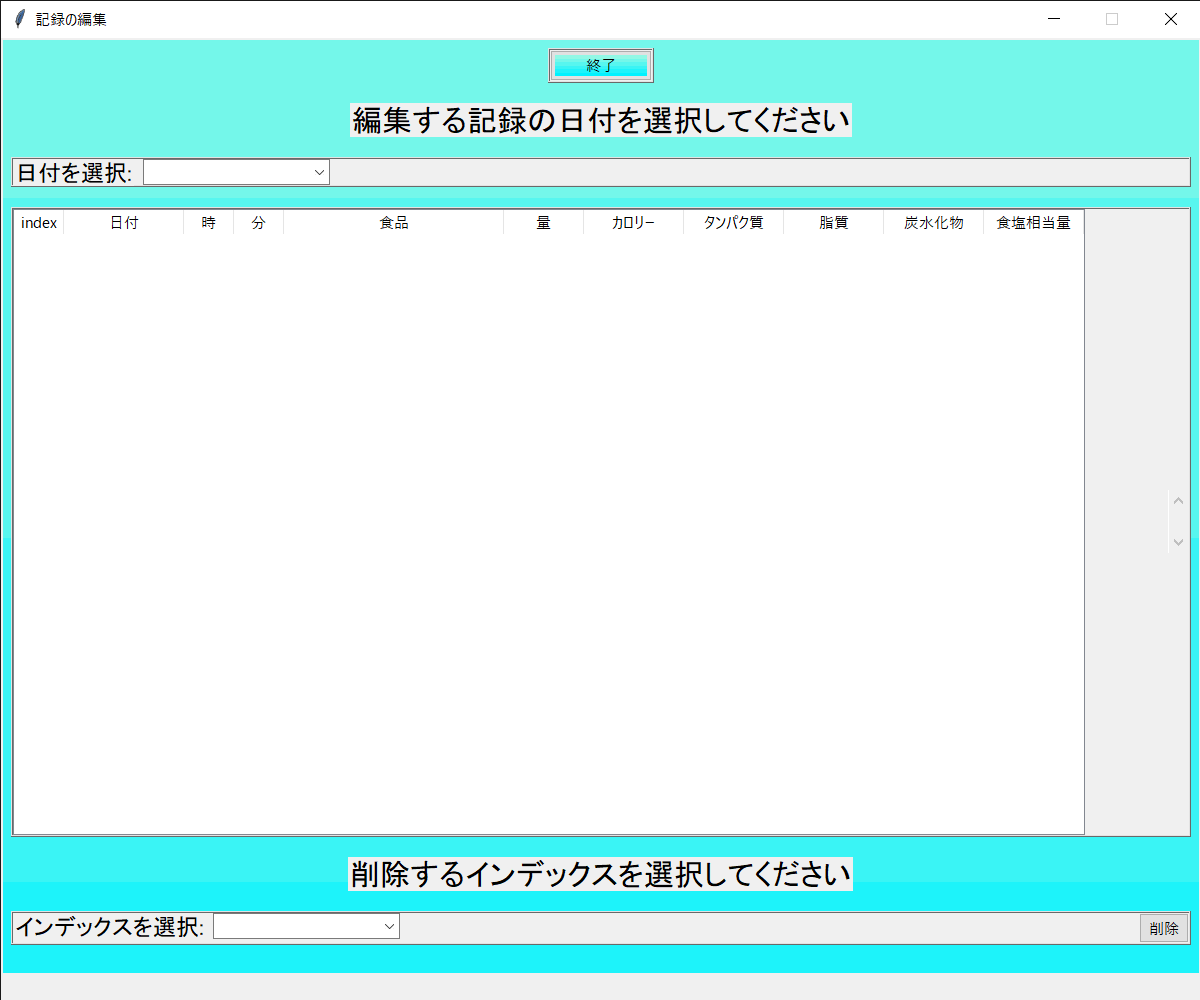 記録の編集
終了
編集する記録の日付を選択してください
日付を選択:
index 日付 時 分 食品 量 カロリー タンパク質 脂質 炭水化物 食塩相当量
削除するインデックスを選択してください
インデックスを選択:
削除